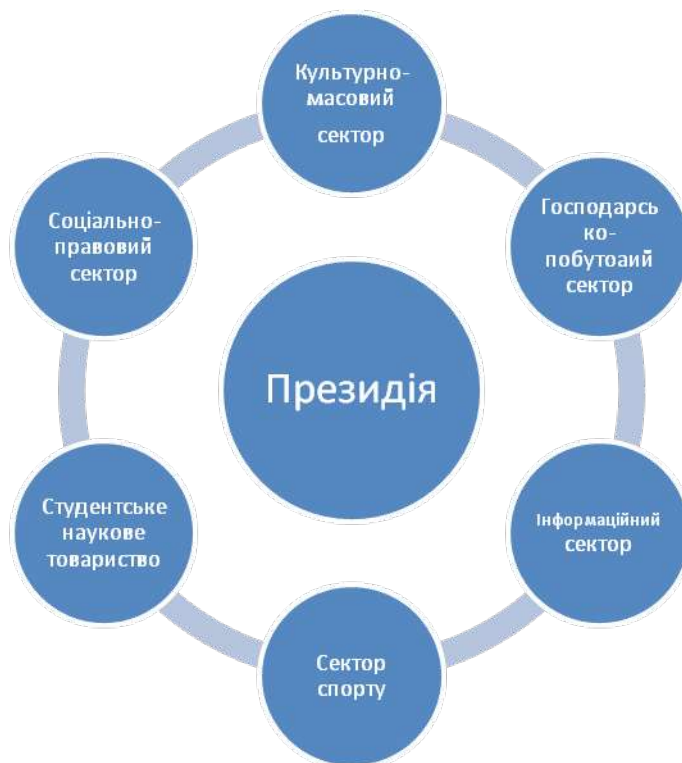 Культурно-
масовий
сектор
Господарсь
ко-
побутоаий
сектор
Інформаційний
сектор
Сектор
спорту
Студентське
наукове
товариство
Соціально-
правовий
сектор
Президія